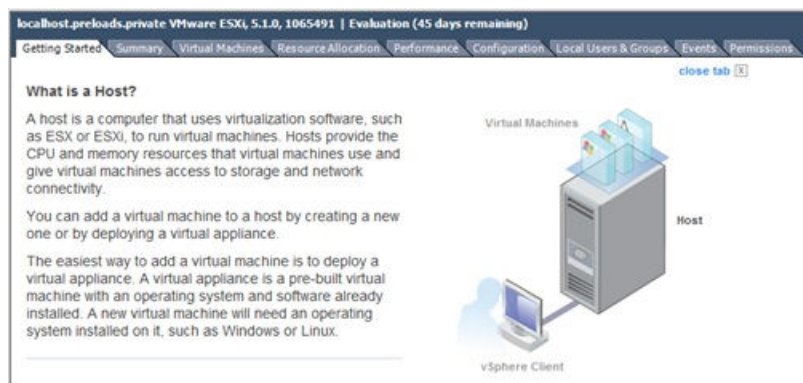 localhost.preloads.private VMware ESXi, 5.1.0, 1065491 | Evaluation (45 days remaining)
Getting Started Summary Virtual Machines Resource Allocation Performance Configuration Local Users & Groups Events Permissions
close tab X
What is a Host?
A host is a computer that uses virtualization software, such
as ESX or ESXi, to run virtual machines. Hosts provide the
CPU and memory resources that virtual machines use and
give virtual machines access to storage and network
connectivity.
You can add a virtual machine to a host by creating a new
one or by deploying a virtual appliance.
The easiest way to add a virtual machine is to deploy a
virtual appliance. A virtual appliance is a pre-built virtual
machine with an operating system and software already
installed. A new virtual machine will need an operating
system installed on it, such as Windows or Linux.
Virtual Machines
Host
vSphere Client